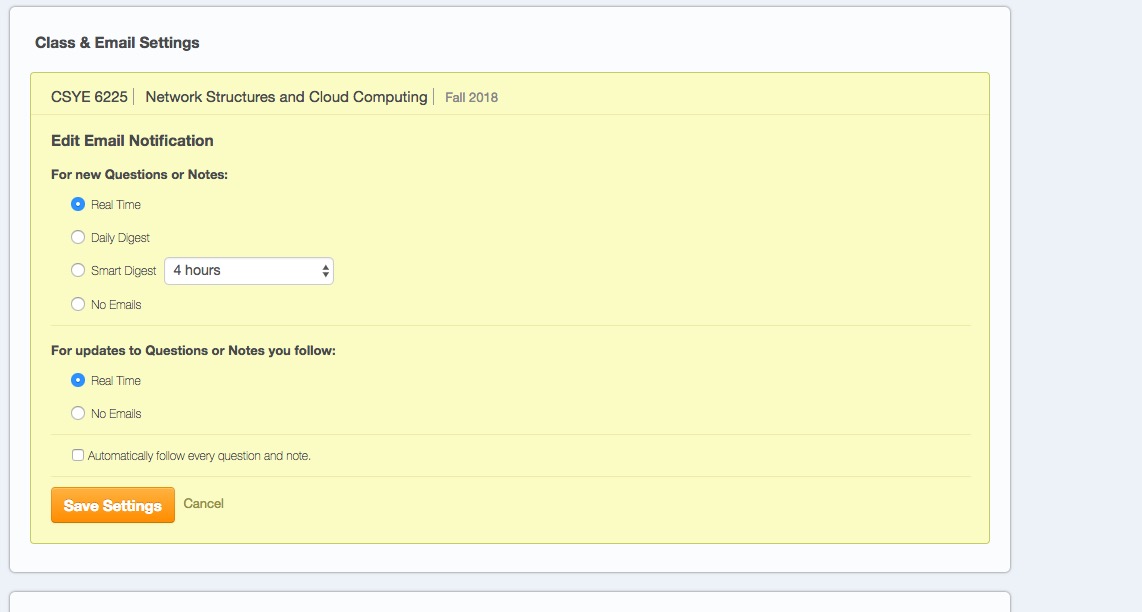 Class & Email Settings
CSYE 6225 Network Structures and Cloud Computing Fall 2018
Edit Email Notification
For new Questions or Notes:
Real Time
Daily Digest
Smart Digest 4 hours
No Emails
For updates to Questions or Notes you follow:
Real Time
No Emails
Automatically follow every question and note.
Save Settings Cancel